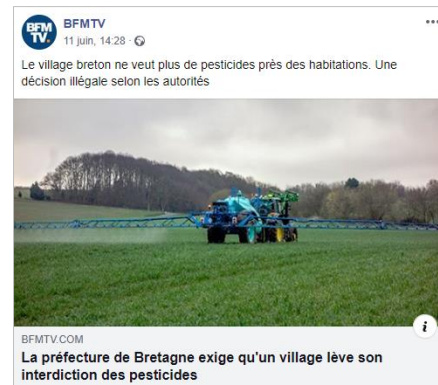 BFM
TV.
BFMTV
11 juin, 14:28 ·
Le village breton ne veut plus de pesticides près des habitations. Une
décision illégale selon les autorités
i
BFMTV.COM
La préfecture de Bretagne exige qu'un village lève son
interdiction des pesticides